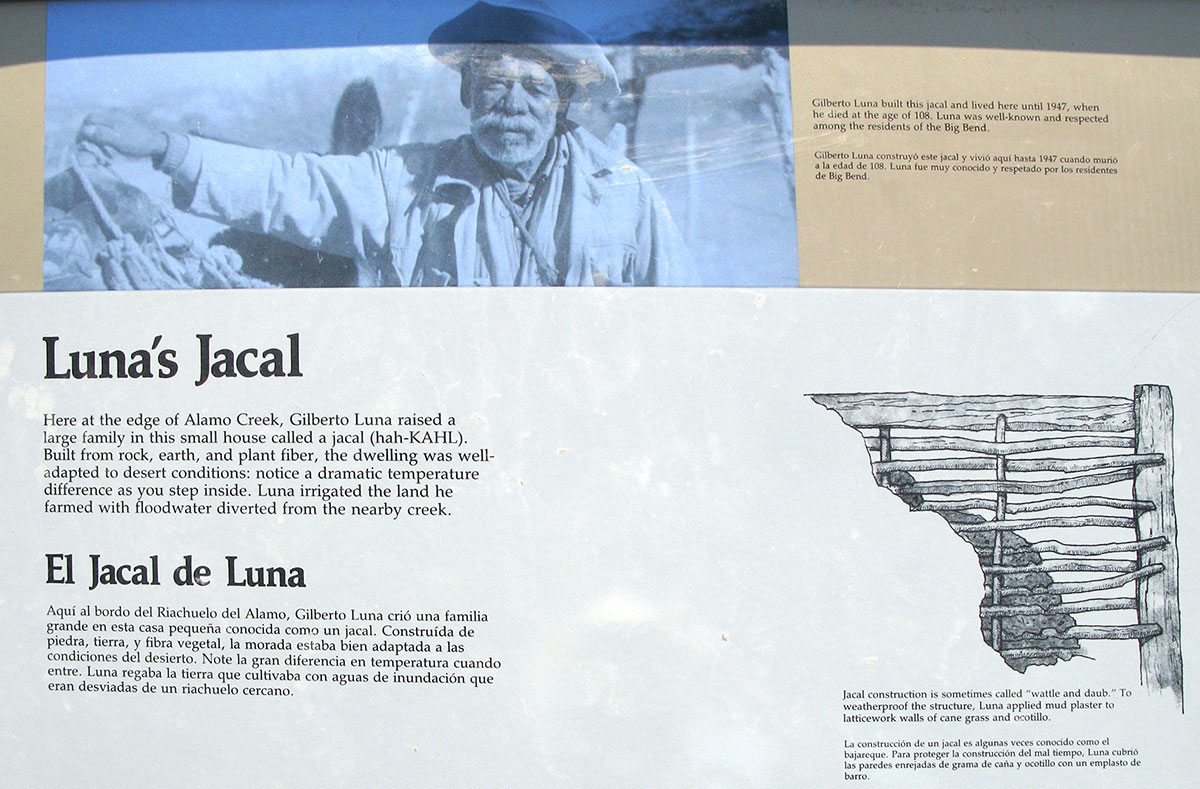 Gilberto Luna built this jacal and lived here until 1947, when
he died at the age of 108. Luna was well-known and respected
among the residents of the Big Bend.
Gilberto Luna construyó este jacal y vivió aquí hasta 1947 cuando murió
a la edad de 108. Luna fue muy conocido y respetado por los residentes
de Big Bend.
Luna's Jacal
Here at the edge of Alamo Creek, Gilberto Luna raised a
large family in this small house called a jacal (hah-KAHL).
Built from rock, earth, and plant fiber, the dwelling was well-
adapted to desert conditions: notice a dramatic temperature
difference as you step inside. Luna irrigated the land he
farmed with floodwater diverted from the nearby creek.
El Jacal de Luna
Aquí al bordo del Riachuelo del Alamo, Gilberto Luna crió una familia
grande en esta casa pequeña conocida como un jacal. Construída de
piedra, tierra, y fibra vegetal, la morada estaba bien adaptada a las
condiciones del desierto. Note la gran diferencia en temperatura cuando
entre. Luna regaba la tierra que cultivaba con aguas de inundación que
eran desviadas de un riachuelo cercano.
Jacal construction is sometimes called "wattle and daub." To
weatherproof the structure, Luna applied mud plaster to
latticework walls of cane grass and ocotillo.
La construcción de un jacal es algunas veces conocido como el
bajareque. Para proteger la construcción del mal tiempo, Luna cubrió
las paredes enrejadas de grama de caña y ocotillo con un emplasto de
barro.